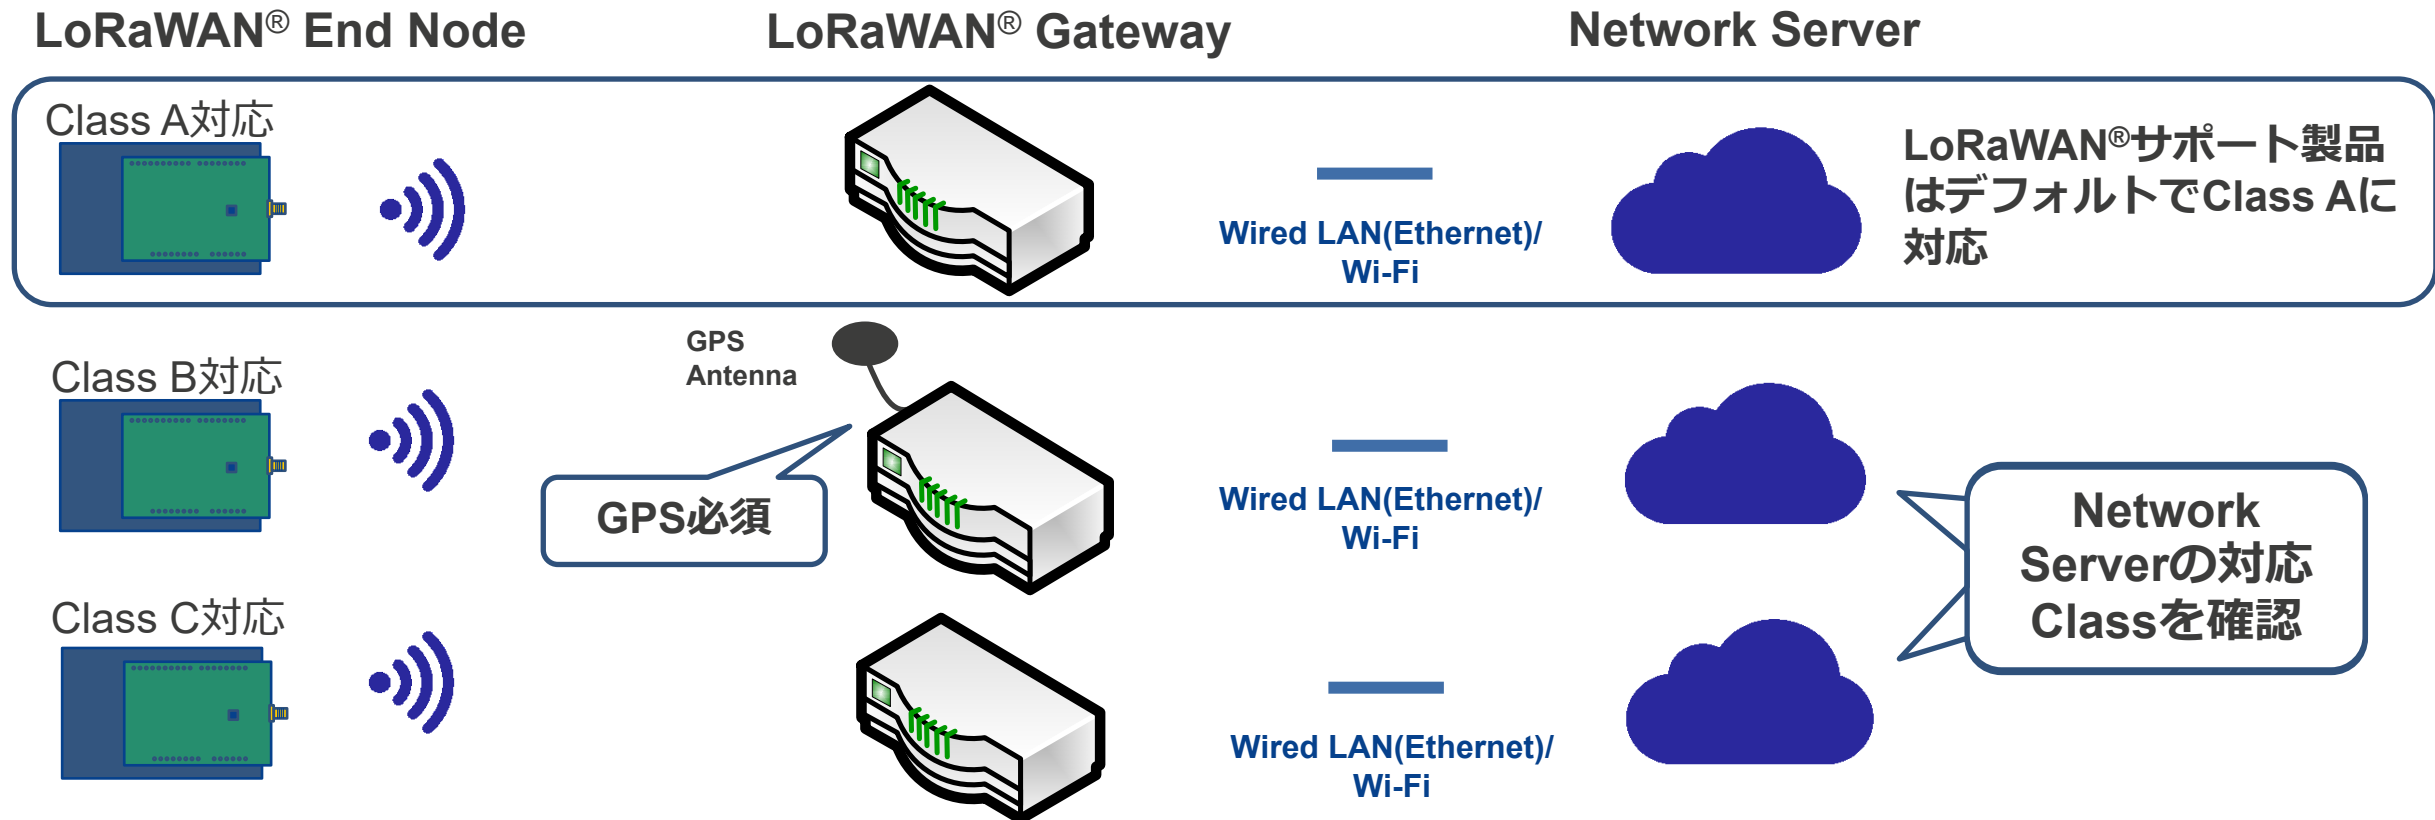 LoRaWAN® End Node
LoRaWAN® Gateway
Network Server
Class A対応
Wired LAN(Ethernet)/
Wi-Fi
LoRaWAN®サポート製品
はデフォルトでClass Aに
対応
Class B対応
GPS
Antenna
GPS必須
Wired LAN(Ethernet)/
Wi-Fi
Network
Serverの対応
Classを確認
Class C対応
Wired LAN(Ethernet)/
Wi-Fi